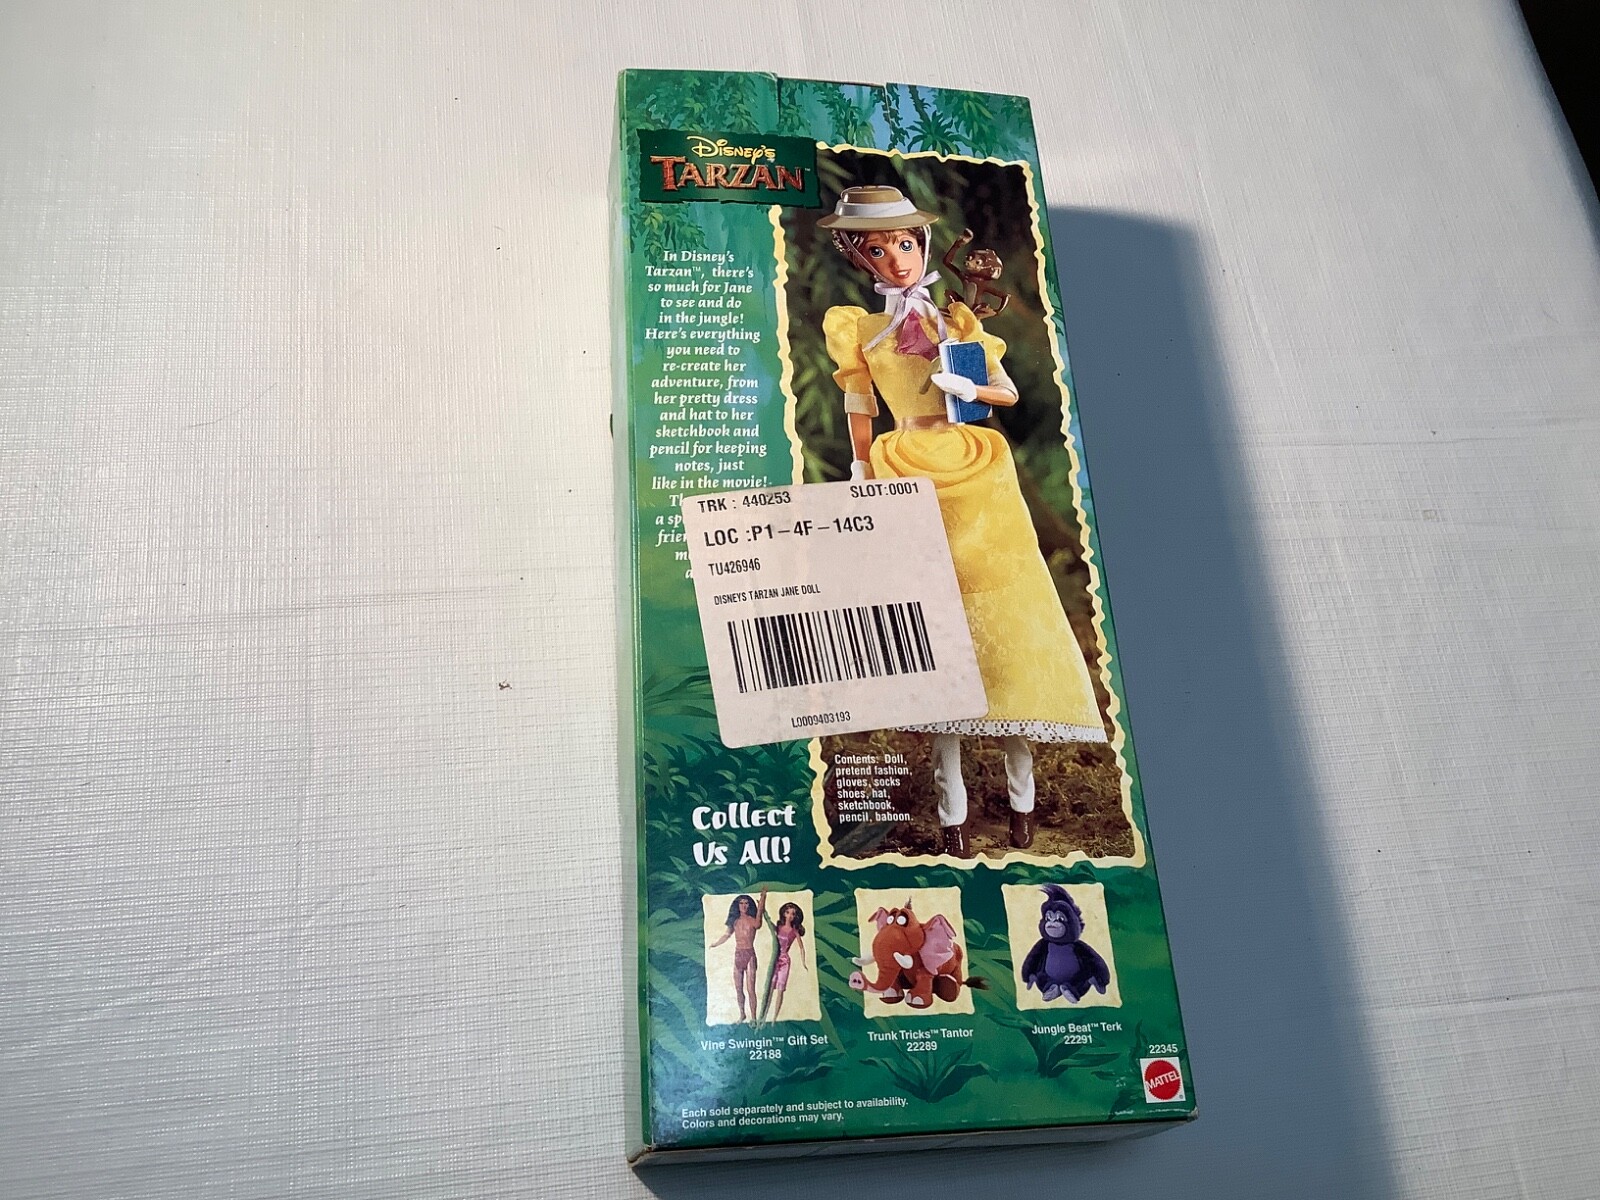 Disney's
TARZAN™
In Disney's
Tarzan™, there's
so much for Jane
to see and do
in the jungle!
Here's everything
you need to
re-create her
adventure, from
her pretty dress
and hat to her
sketchbook and
pencil for keeping
notes, just
like in the movie!
a
TRK : 440253 SLOT:0001
LOC :P1-4F-14C3
TU426946
DISNEYS TARZAN JANE DOLL
L0009403193
Contents: Doll,
pretend fashion,
gloves, socks
shoes, hat,
sketchbook,
pencil, baboon.
Collect
Us All!
Vine Swingin'™ Gift Set
22188
Trunk Tricks™ Tantor
22289
Jungle Beat™ Terk
22291
22345
MATTEL®
Each sold separately and subject to availability.
Colors and decorations may vary.